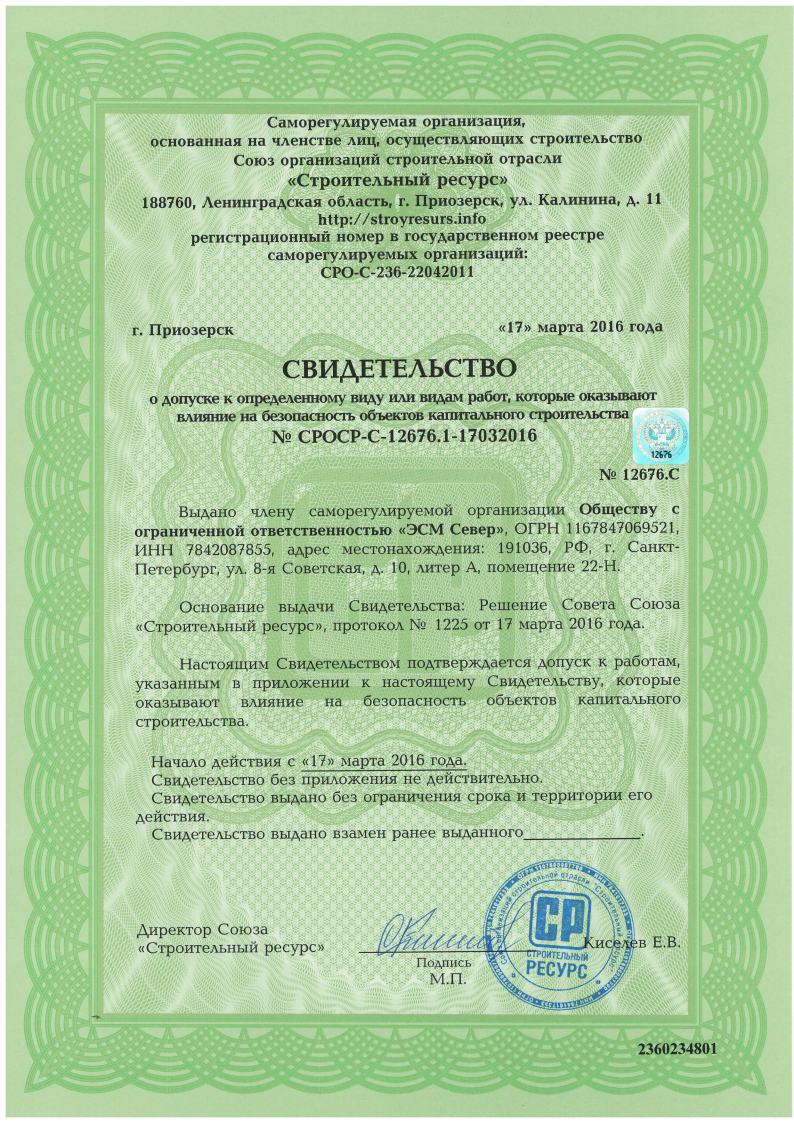 Саморегулируемая организация,
основанная на членстве лиц, осуществляющих строительство
Союз организаций строительной отрасли
«Строительный ресурс»
188760, Ленинградская область, г. Приозерск, ул. Калинина, д. 11
http://stroyresurs.info
регистрационный номер в государственном реестре
саморегулируемых организаций:
СРО-С-236-22042011
г. Приозерск «17» марта 2016 года
СВИДЕТЕЛЬСТВО
о допуске к определенному виду или видам работ, которые оказывают
влияние на безопасность объектов капитального строительства
№ СРОСР-С-12676.1-17032016
12676
№ 12676.С
Выдано члену саморегулируемой организации Обществу с
ограниченной ответственностью «ЭСМ Север», ОГРН 1167847069521,
ИНН 7842087855, адрес местонахождения: 191036, РФ, г. Санкт-
Петербург, ул. 8-я Советская, д. 10, литер А, помещение 22-Н.
Основание выдачи Свидетельства: Решение Совета Союза
«Строительный ресурс», протокол № 1225 от 17 марта 2016 года.
Настоящим Свидетельством подтверждается допуск к работам,
указанным в приложении к настоящему Свидетельству, которые
оказывают влияние на безопасность объектов капитального
строительства.
Начало действия с «17» марта 2016 года.
Свидетельство без приложения не действительно.
Свидетельство выдано без ограничения срока и территории его
действия.
Свидетельство выдано взамен ранее выданного______________.
Директор Союза
«Строительный ресурс»
Киселев Е.В.
Подпись
М.П.
Союз организаций строительной отрасли "Строительный ресурс"
СР
СТРОИТЕЛЬНЫЙ
РЕСУРС
2360234801